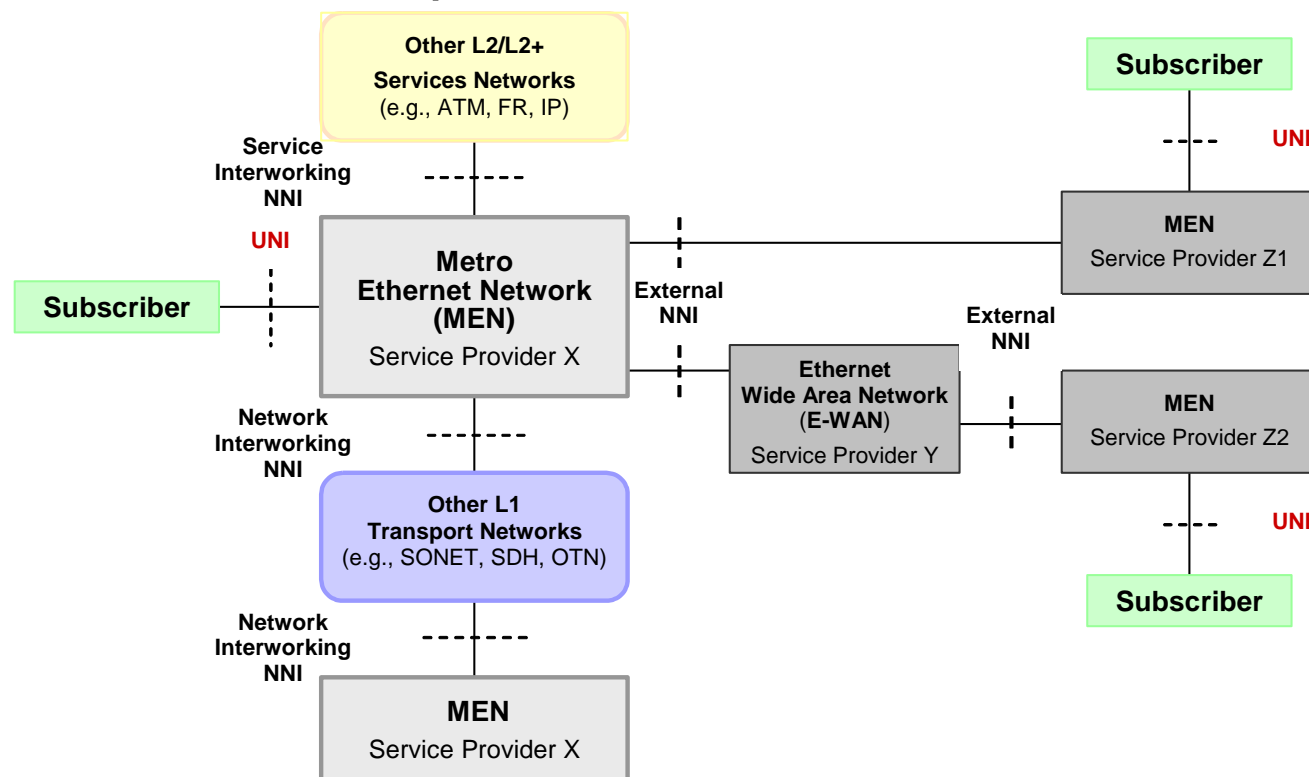 Other L2/L2+
Services Networks
(e.g., ATM, FR, IP)
Subscriber
Service
Interworking
NNI
UNI
UNI
Metro
Ethernet Network
(MEN)
Service Provider X
MEN
Service Provider Z1
Subscriber
External
NNI
External
NNI
Ethernet
Wide Area Network
(E-WAN)
Service Provider Y
MEN
Service Provider Z2
Network
Interworking
NNI
Other L1
Transport Networks
(e.g., SONET, SDH, OTN)
UNI
Subscriber
Network
Interworking
NNI
MEN
Service Provider X